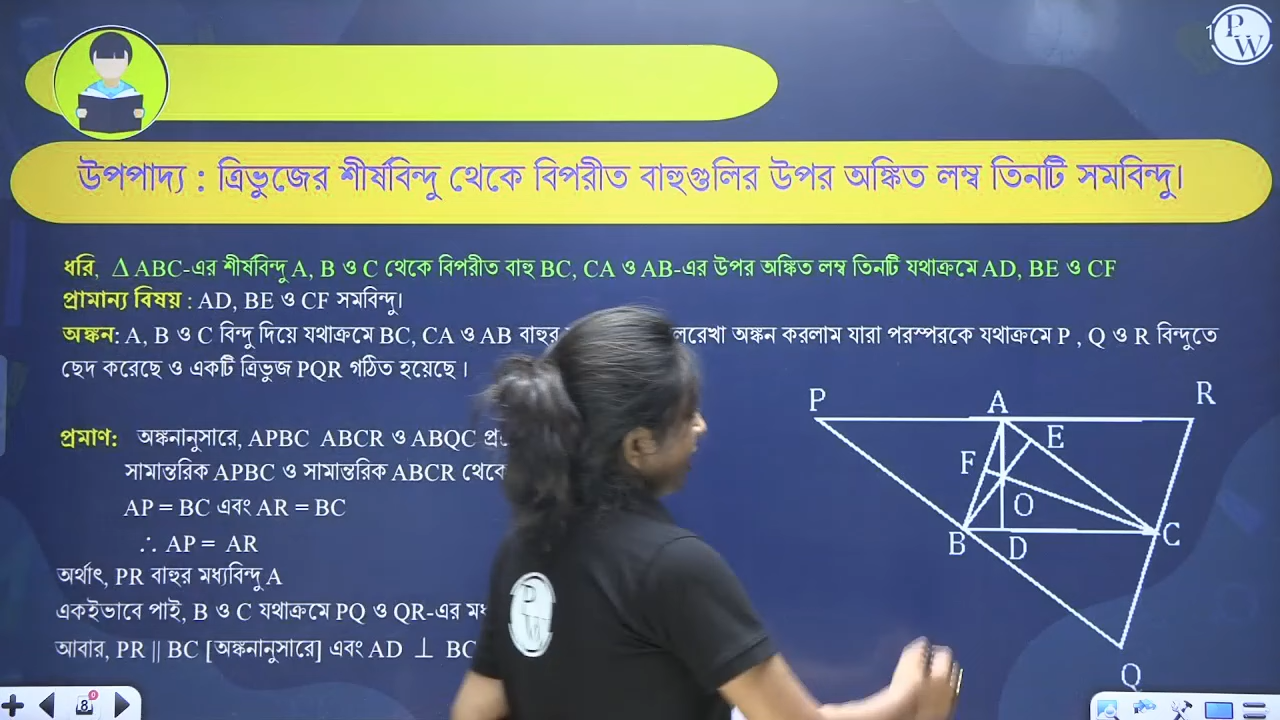 PW
উপপাদ্য : ত্রিভুজের শীর্ষবিন্দু থেকে বিপরীত বাহুগুলির উপর অঙ্কিত লম্ব তিনটি সমবিন্দু।
ধরি, Δ ABC-এর শীর্ষবিন্দু A, B ও C থেকে বিপরীত বাহু BC, CA ও AB-এর উপর অঙ্কিত লম্ব তিনটি যথাক্রমে AD, BE ও CF
প্রামান্য বিষয় : AD, BE ও CF সমবিন্দু।
অঙ্কন: A, B ও C বিন্দু দিয়ে যথাক্রমে BC, CA ও AB বাহুর অঙ্কন করলাম যারা পরস্পরকে যথাক্রমে P , Q ও R বিন্দুতে
ছেদ করেছে ও একটি ত্রিভুজ PQR গঠিত হয়েছে।
প্রমাণ: অঙ্কনানুসারে, APBC ABCR ও ABQC
সামান্তরিক APBC ও সামান্তরিক ABCR থেকে
AP = BC এবং AR = BC
∴ AP = AR
অর্থাৎ, PR বাহুর মধ্যবিন্দু A
একইভাবে পাই, B ও C যথাক্রমে PQ ও QR-এর
আবার, PR || BC [অঙ্কনানুসারে] এবং AD ⊥ BC
P
A
R
E
F
O
B
D
C
Q
PW
8
0